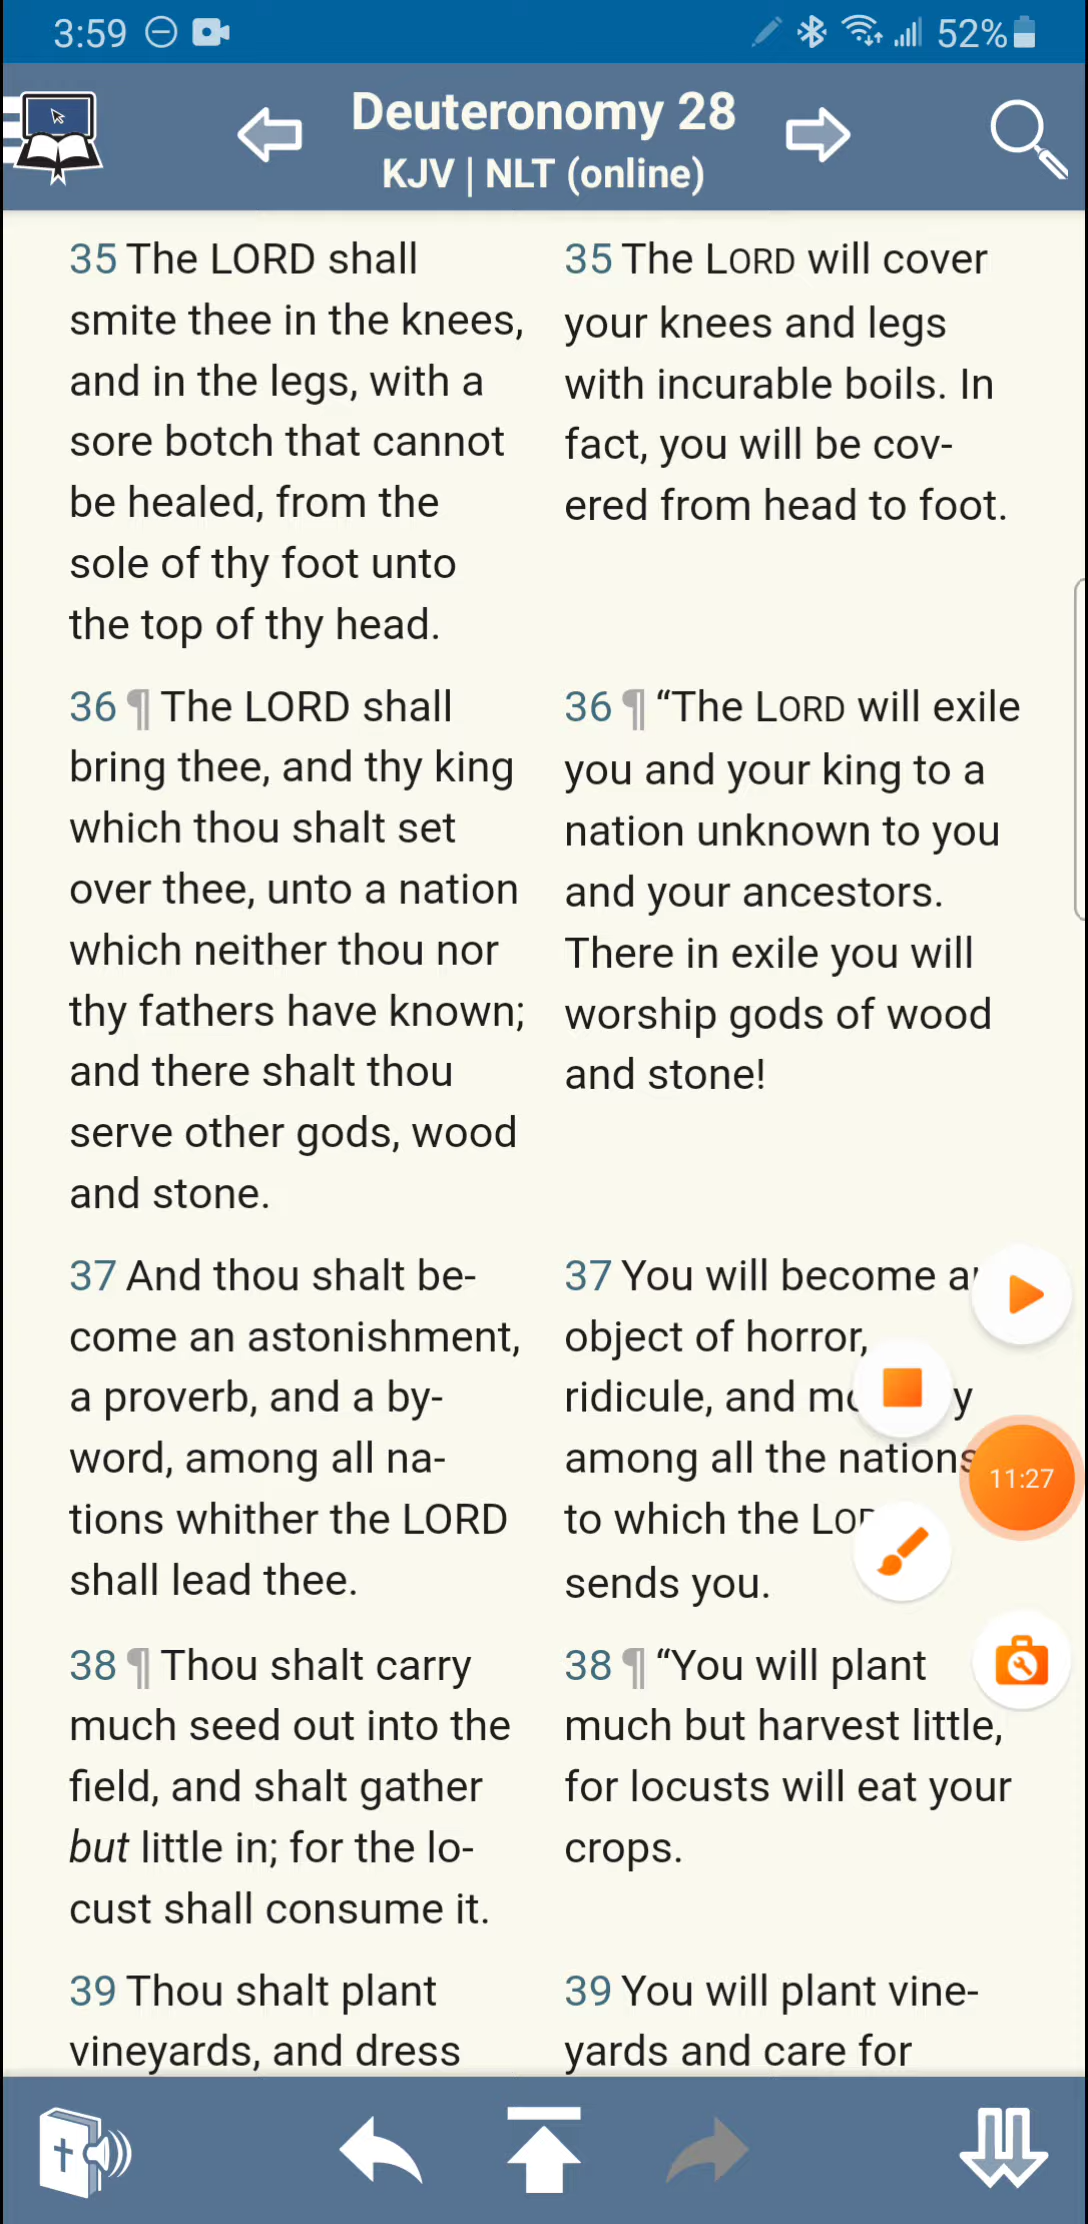 3:59
52%
Deuteronomy 28
KJV | NLT (online)
35 The LORD shall
smite thee in the knees,
and in the legs, with a
sore botch that cannot
be healed, from the
sole of thy foot unto
the top of thy head.
36 ¶ The LORD shall
bring thee, and thy king
which thou shalt set
over thee, unto a nation
which neither thou nor
thy fathers have known;
and there shalt thou
serve other gods, wood
and stone.
37 And thou shalt be-
come an astonishment,
a proverb, and a by-
word, among all na-
tions whither the LORD
shall lead thee.
38 ¶ Thou shalt carry
much seed out into the
field, and shalt gather
but little in; for the lo-
cust shall consume it.
39 Thou shalt plant
vineyards, and dress
35 The LORD will cover
your knees and legs
with incurable boils. In
fact, you will be cov-
ered from head to foot.
36 ¶ “The LORD will exile
you and your king to a
nation unknown to you
and your ancestors.
There in exile you will
worship gods of wood
and stone!
37 You will become
object of horror,
ridicule, and
among all the nations
to which the
sends you.
38 ¶ “You will plant
much but harvest little,
for locusts will eat your
crops.
39 You will plant vine-
yards and care for
11:27